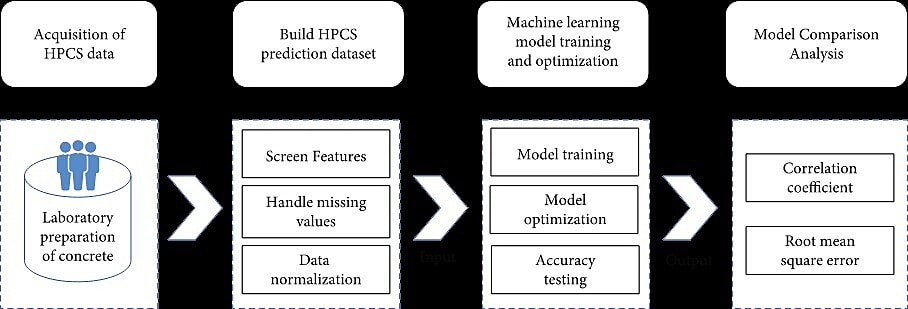 Acquisition of
HPCS data
Build HPCS
prediction dataset
Machine learning
model training
and optimization
Model Comparison
Analysis
Laboratory
preparation
of concrete
Screen Features
Handle missing
values
Data
normalization
Input
Model training
Model
optimization
Accuracy
testing
Output
Correlation
coefficient
Root mean
square error